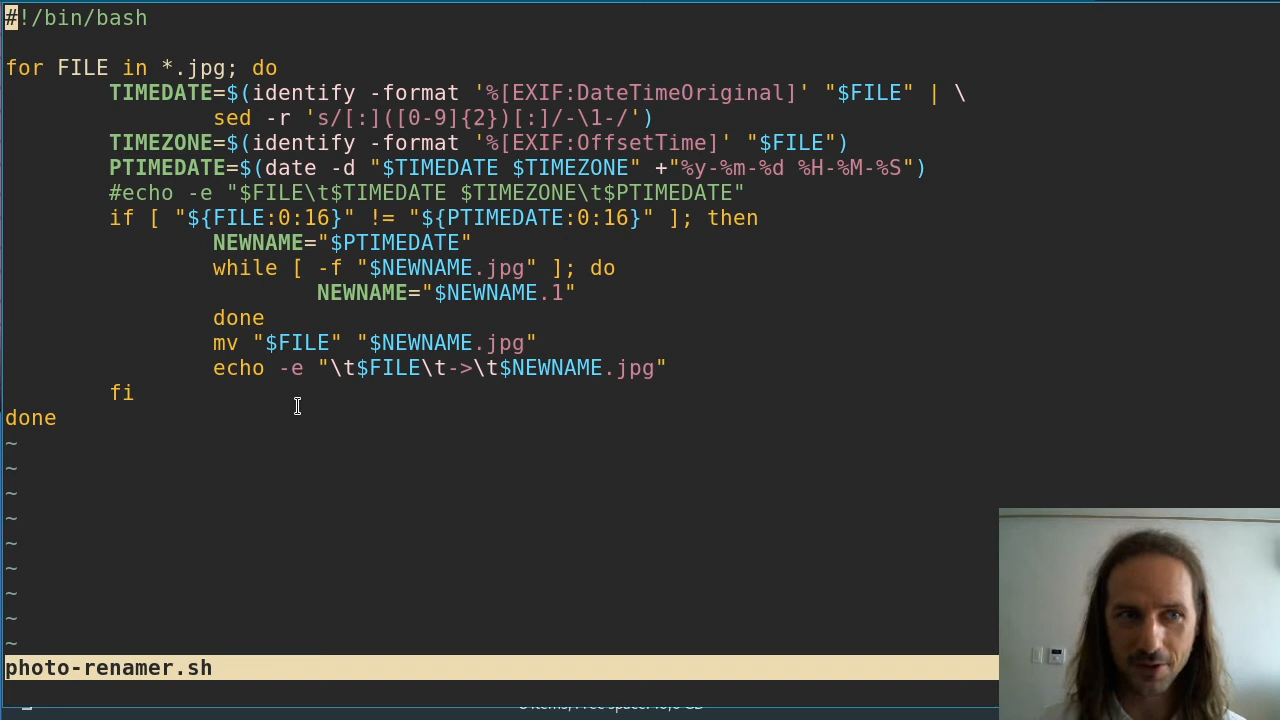 #!/bin/bash
for FILE in *.jpg; do
TIMEDATE=$(identify -format '%[EXIF:DateTimeOriginal]' "$FILE" | \
sed -r 's/[:]([0-9]{2})[:]/-\1-/')
TIMEZONE=$(identify -format '%[EXIF:OffsetTime]' "$FILE")
PTIMEDATE=$(date -d "$TIMEDATE $TIMEZONE" +"%y-%m-%d %H-%M-%S")
#echo -e "$FILE\t$TIMEDATE $TIMEZONE\t$PTIMEDATE"
if [ "${FILE:0:16}" != "${PTIMEDATE:0:16}" ]; then
NEWNAME="$PTIMEDATE"
while [ -f "$NEWNAME.jpg" ]; do
NEWNAME="$NEWNAME.1"
done
mv "$FILE" "$NEWNAME.jpg"
echo -e "\t$FILE\t->\t$NEWNAME.jpg"
fi
done
~
~
~
~
~
~
~
~
~
photo-renamer.sh